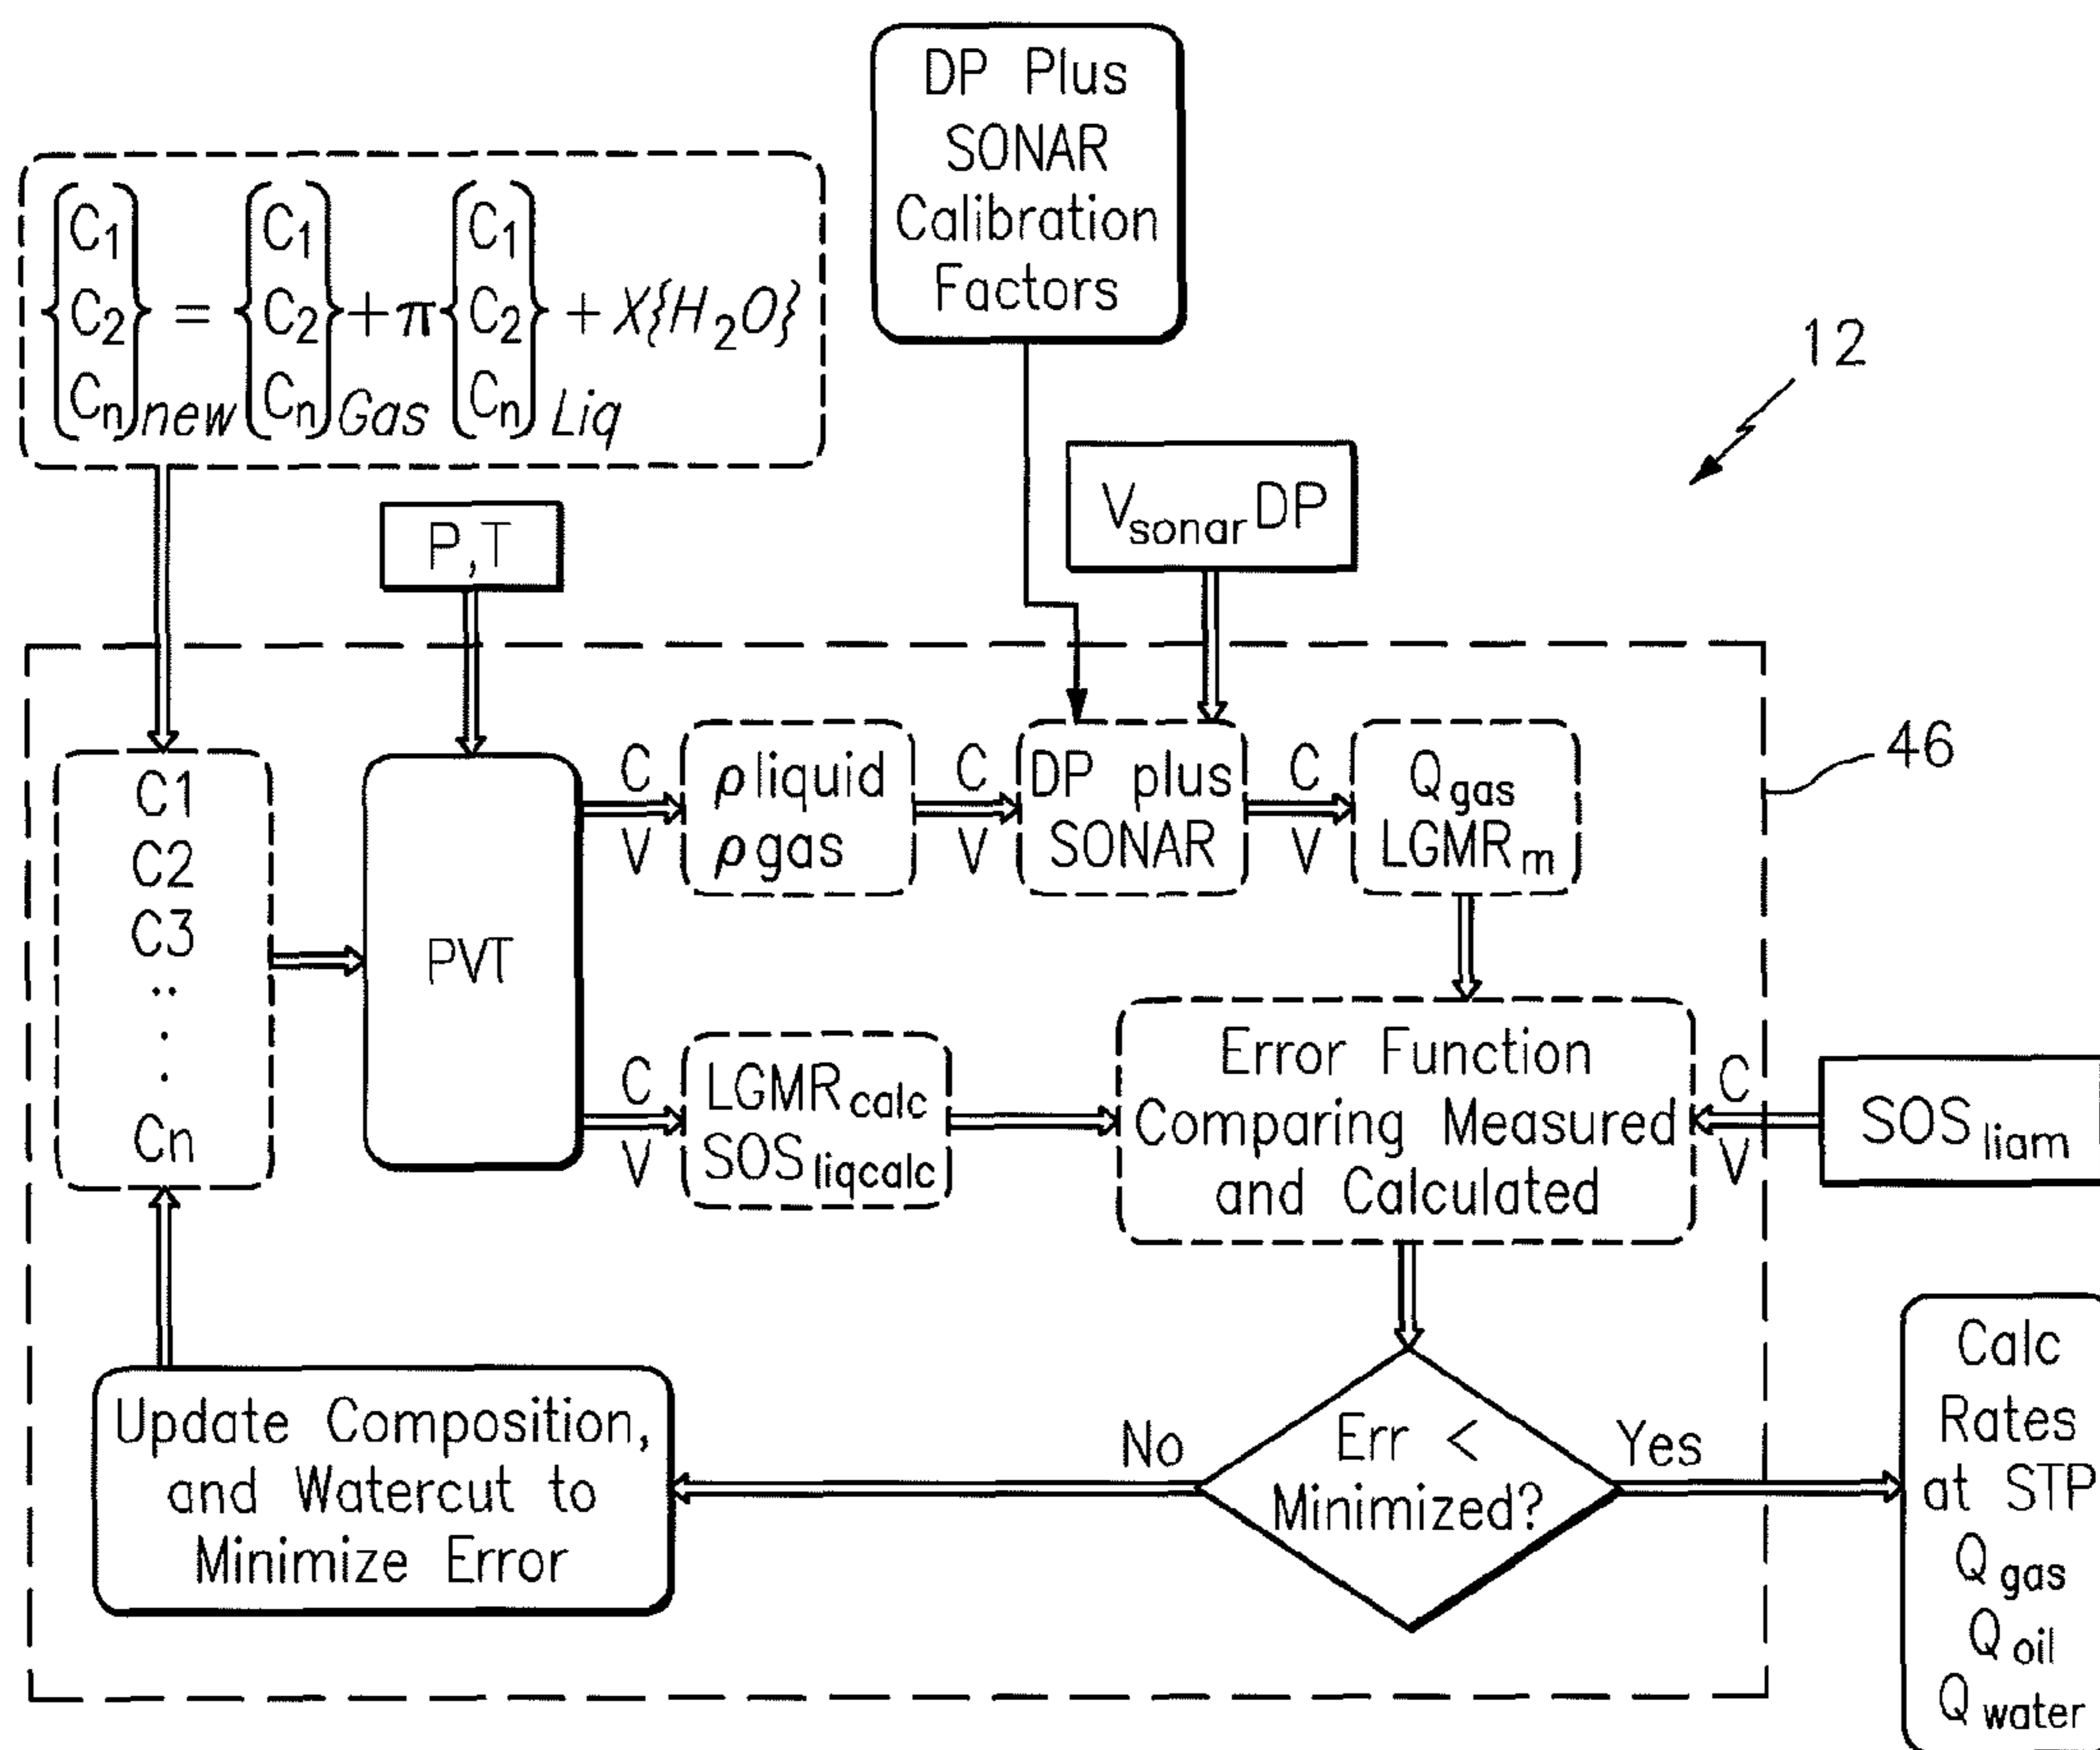 DP Plus
SONAR
Calibration
Factors
{C1 C2 Cn}new = {C1 C2 Cn}Gas + π {C1 C2 Cn}Liq + X{H2O}
12
P,T
Vsonar DP
46
C1
C2
C3
..
.
.
Cn
PVT
C
V
ρliquid
ρgas
C
V
DP plus
SONAR
C
V
Qgas
LGMRm
C
V
LGMRcalc
SOSliqcalc
Error Function
Comparing Measured
and Calculated
C
V
SOSliam
Update Composition,
and Watercut to
Minimize Error
No
Err <
Minimized?
Yes
Calc
Rates
at STP
Qgas
Qoil
Qwater